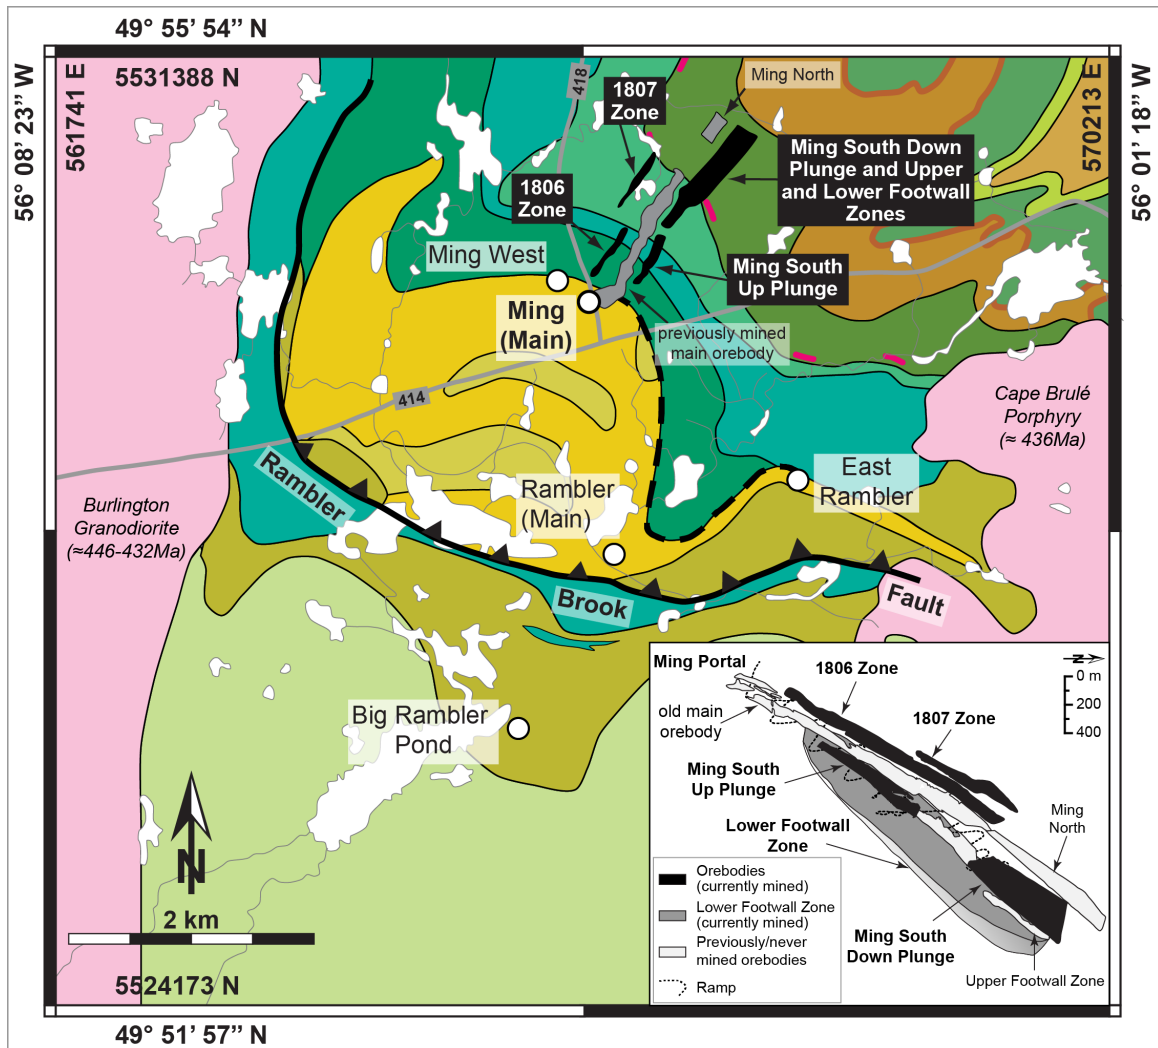 49° 55’ 54” N
5531388 N
56° 08’ 23” W
561741 E
570213 E
56° 01’ 18” W
418
1807
Zone
Ming North
Ming South Down
Plunge and Upper
and Lower Footwall
Zones
1806
Zone
Ming West
Ming South
Up Plunge
Ming
(Main)
previously mined
main orebody
414
Cape Brulé
Porphyry
(≈ 436Ma)
Rambler
East
Rambler
Rambler
(Main)
Burlington
Granodiorite
(≈446-432Ma)
Brook
Fault
Big Rambler
Pond
N
2 km
5524173 N
49° 51’ 57” N
Ming Portal
1806 Zone
N
0 m
200
400
old main
orebody
1807 Zone
Ming South
Up Plunge
Lower Footwall
Zone
Ming
North
Orebodies
(currently mined)
Lower Footwall Zone
(currently mined)
Previously/never
mined orebodies
Ramp
Ming South
Down Plunge
Upper Footwall Zone